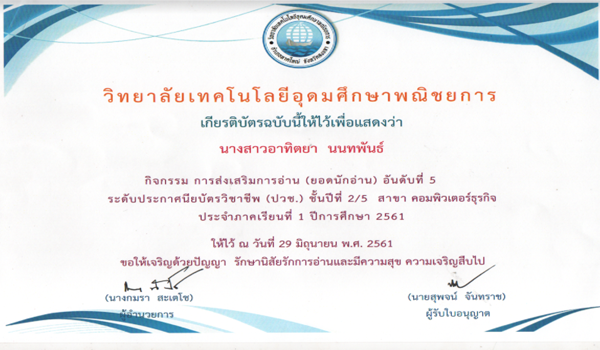 วิทยาลัยเทคโนโลยีอุดมศึกษาพณิชยการ
เกียรติบัตรฉบับนี้ให้ไว้เพื่อแสดงว่า
นางสาวอาทิตยา นนทพันธ์
กิจกรรม การส่งเสริมการอ่าน (ยอดนักอ่าน) อันดับที่ 5
ระดับประกาศนียบัตรวิชาชีพ (ปวช.) ชั้นปีที่ 2/5 สาขา คอมพิวเตอร์ธุรกิจ
ประจำภาคเรียนที่ 1 ปีการศึกษา 2561
ให้ไว้ ณ วันที่ 29 มิถุนายน พ.ศ. 2561
ขอให้เจริญด้วยปัญญา รักษานิสัยรักการอ่านและมีความสุข ความเจริญสืบไป
(นางกมรา สะเตโช) (นายสุพจน์ จันทราช)
ผู้อำนวยการ ผู้รับใบอนุญาต